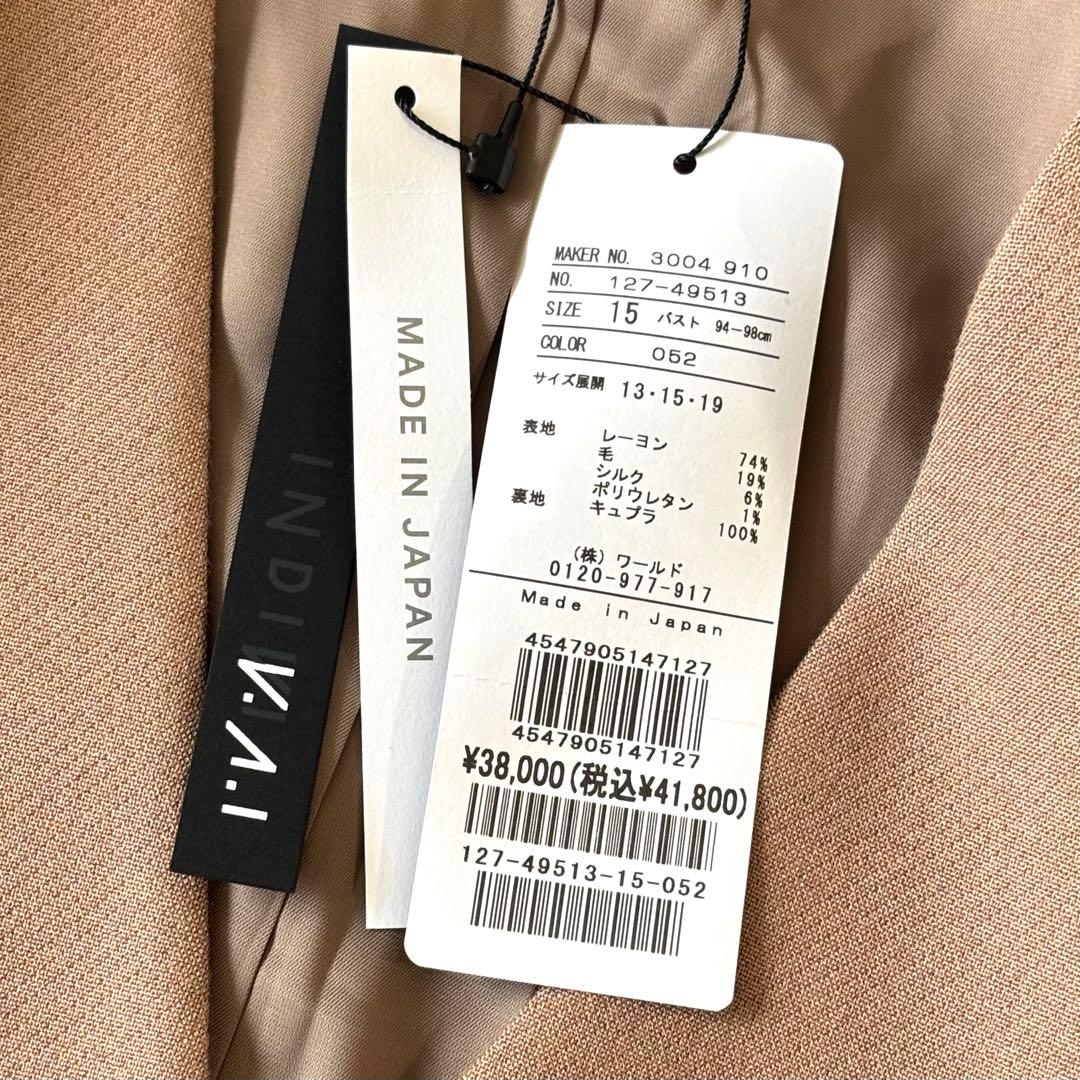 INDIVI
V.A.I
MADE IN JAPAN
MAKER NO. 3004 910
NO. 127-49513
SIZE 15 バスト 94-98cm
COLOR 052
サイズ展開 13・15・19
表地 レーヨン 74%
毛 19%
シルク 6%
ポリウレタン 1%
裏地 キュプラ 100%
(株) ワールド
0120-977-917
Made in Japan
4547905147127
4547905147127
¥38,000(税込¥41,800)
127-49513-15-052